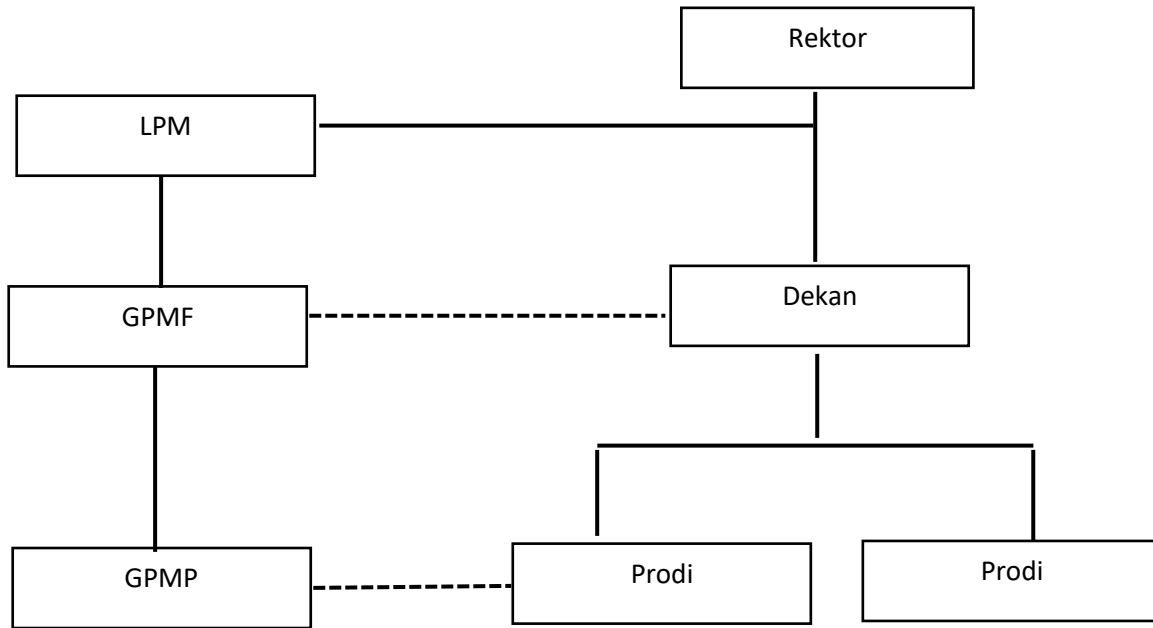 Rektor
LPM
Dekan
GPMF
Prodi
Prodi
GPMP